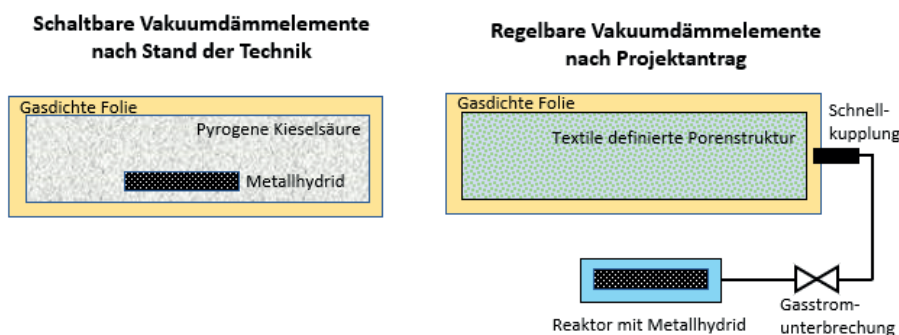 Schaltbare Vakuumdämmelemente
nach Stand der Technik
Gasdichte Folie
Pyrogene Kieselsäure
Metallhydrid
Regelbare Vakuumdämmelemente
nach Projektantrag
Gasdichte Folie
Textile definierte Porenstruktur
Schnell-
kupplung
Gasstrom-
unterbrechung
Reaktor mit Metallhydrid